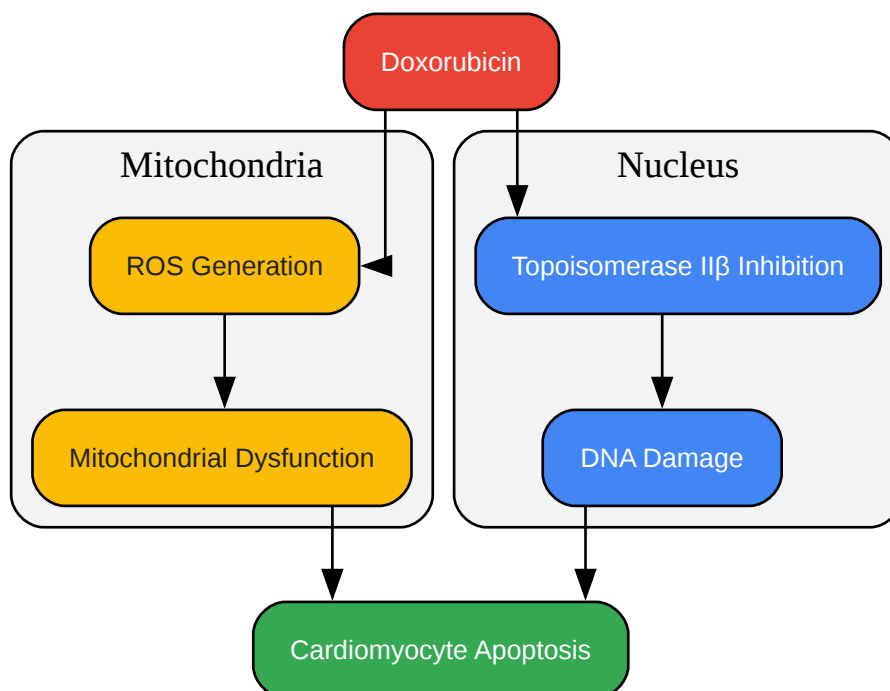 Doxorubicin
Mitochondria
Nucleus
ROS Generation
Topoisomerase IIβ Inhibition
Mitochondrial Dysfunction
DNA Damage
Cardiomyocyte Apoptosis